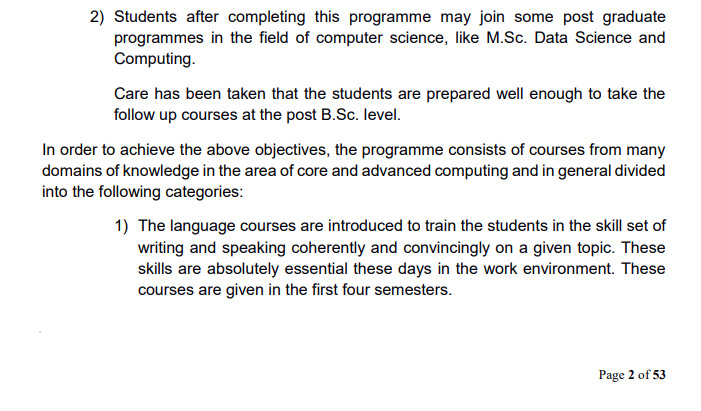 2) Students after completing this programme may join some post graduate
programmes in the field of computer science, like M.Sc. Data Science and
Computing.
Care has been taken that the students are prepared well enough to take the
follow up courses at the post B.Sc. level.
In order to achieve the above objectives, the programme consists of courses from many
domains of knowledge in the area of core and advanced computing and in general divided
into the following categories:
1) The language courses are introduced to train the students in the skill set of
writing and speaking coherently and convincingly on a given topic. These
skills are absolutely essential these days in the work environment. These
courses are given in the first four semesters.
Page 2 of 53